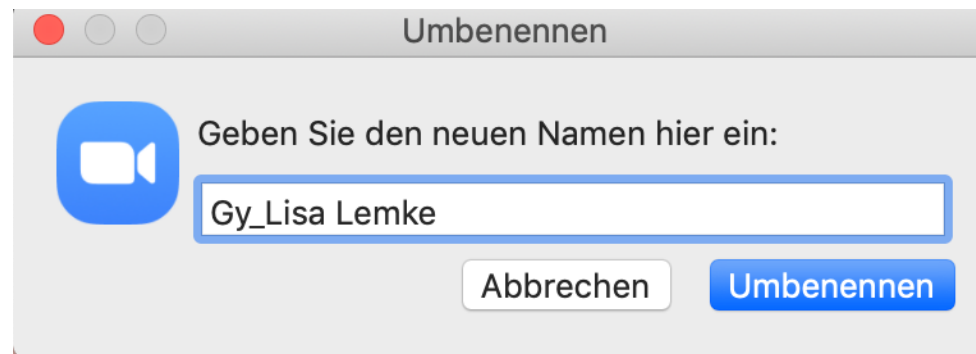 Umbenennen
Geben Sie den neuen Namen hier ein:
Gy_Lisa Lemke
Abbrechen Umbenennen